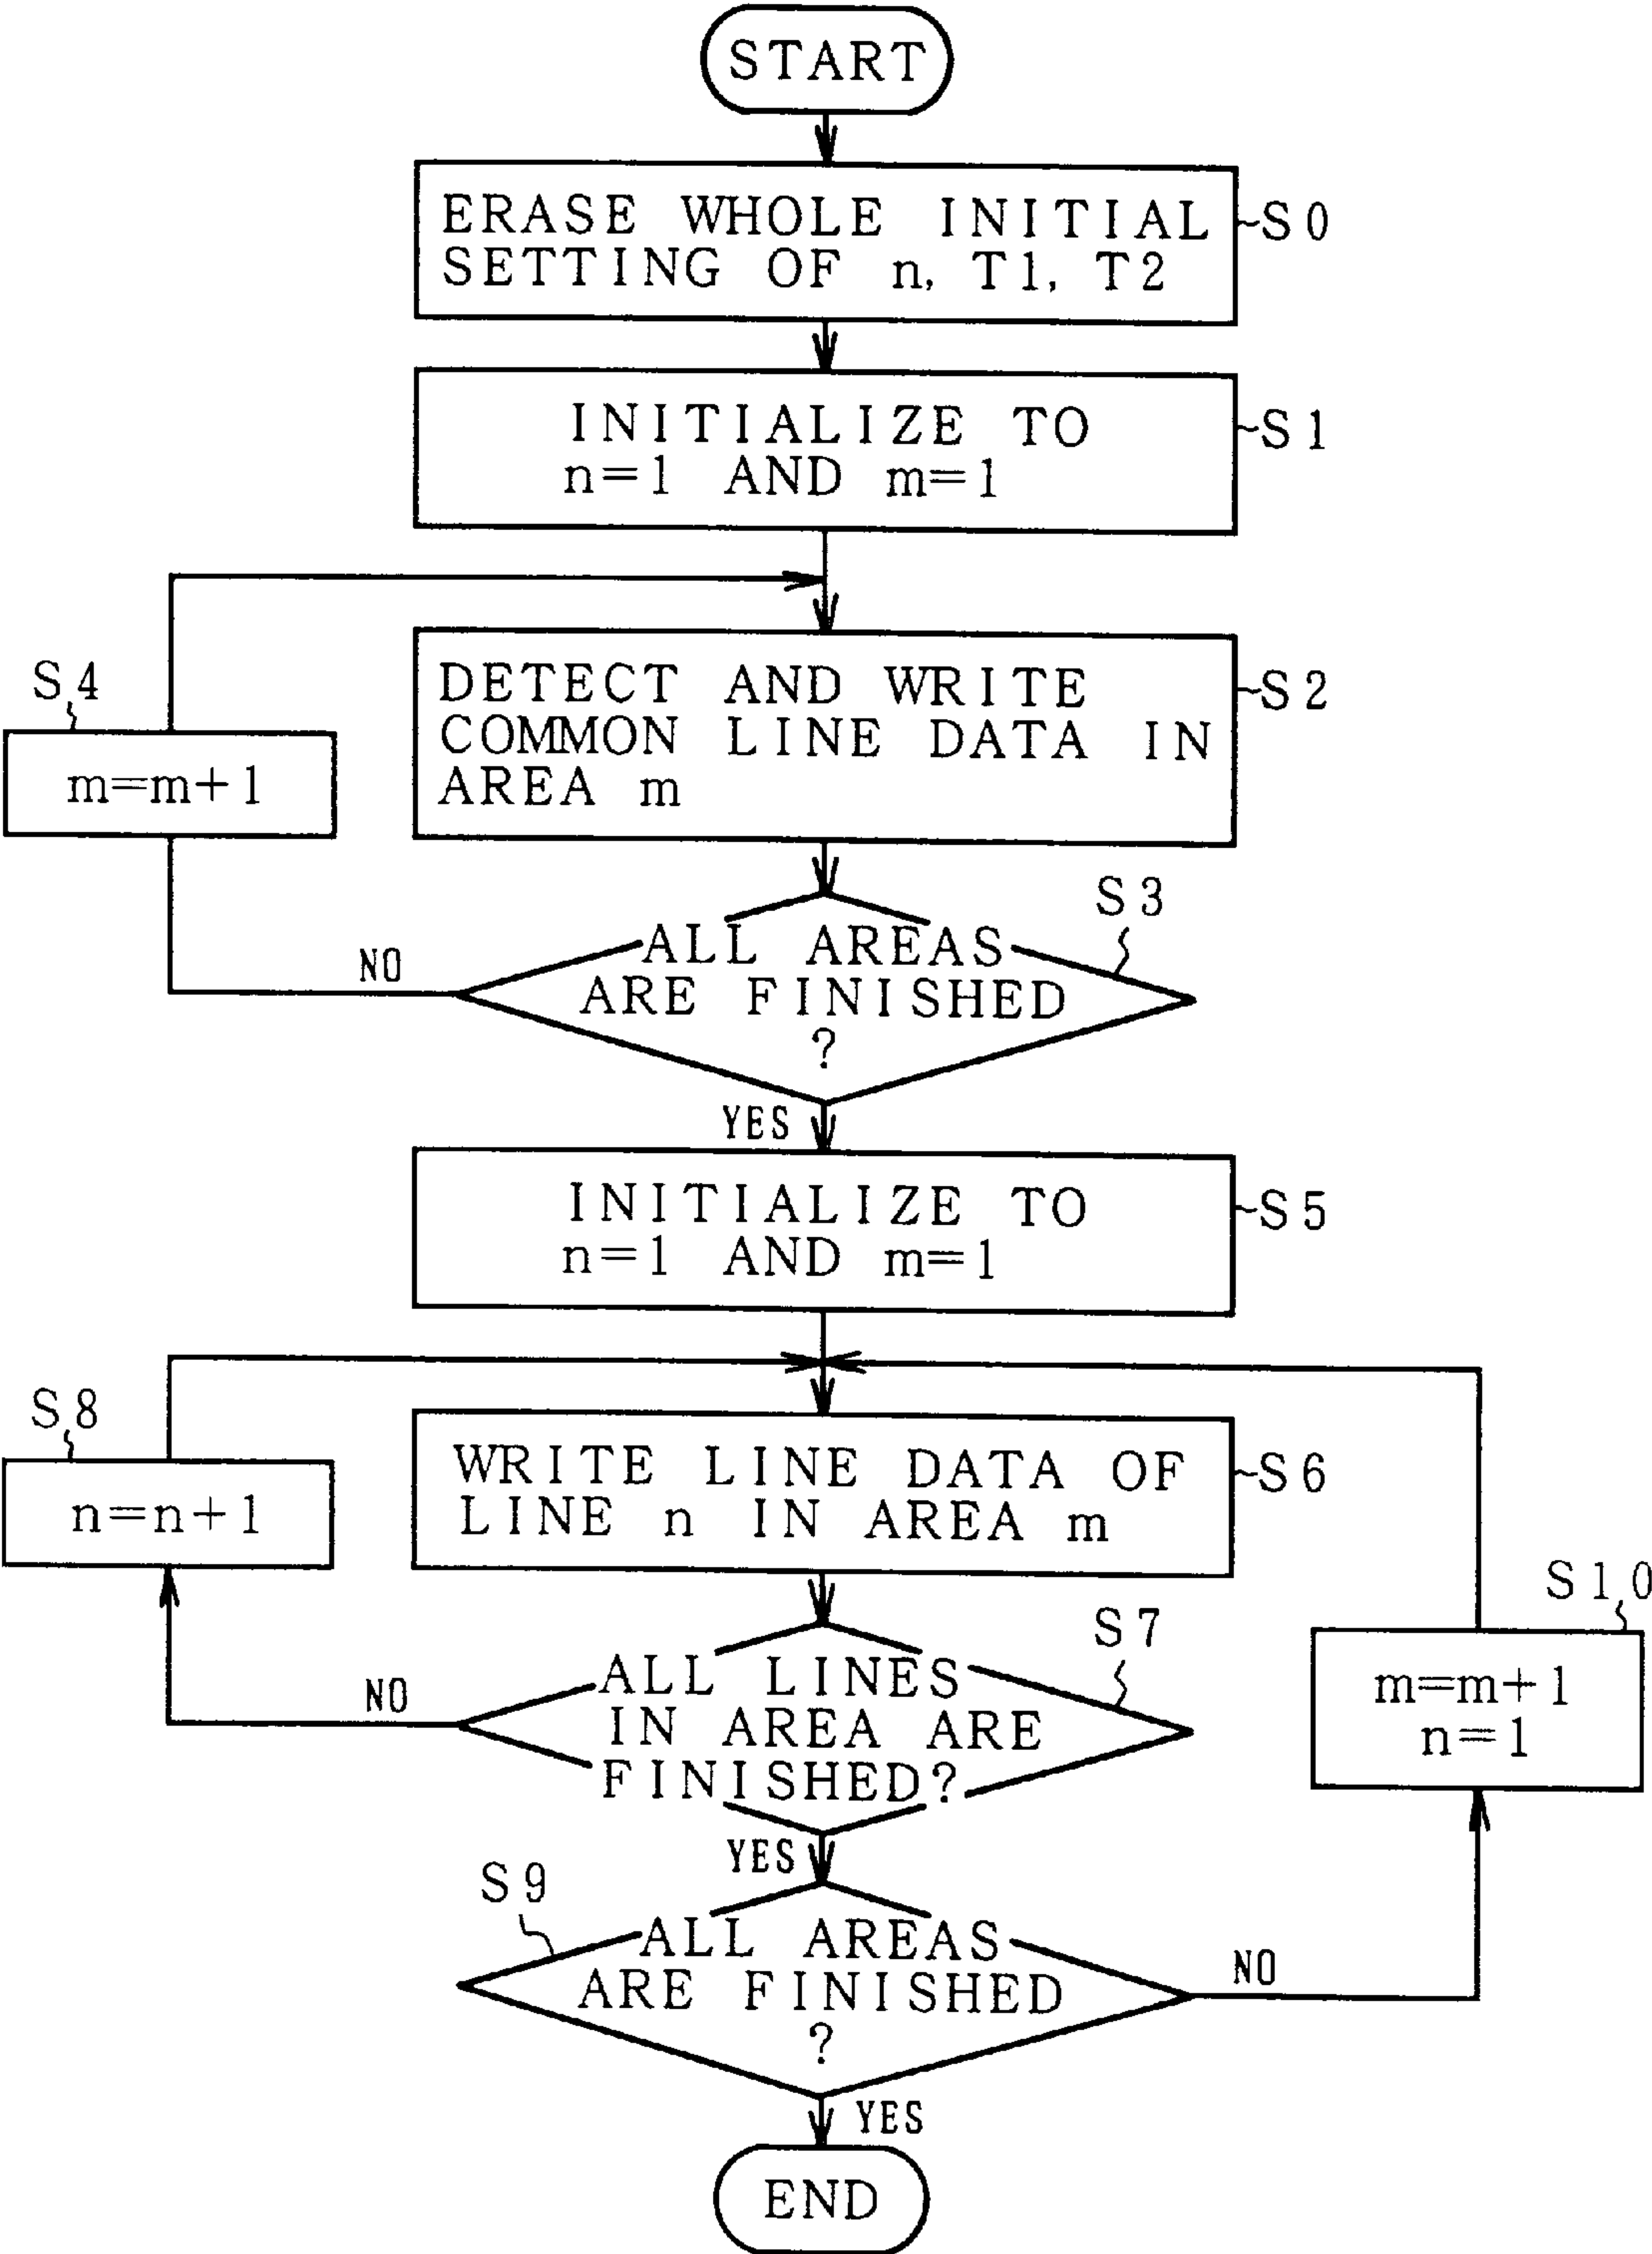 START
ERASE WHOLE INITIAL
SETTING OF n, T1, T2
S0
INITIALIZE TO
n=1 AND m=1
S1
S4
m=m+1
DETECT AND WRITE
COMMON LINE DATA IN
AREA m
S2
S3
ALL AREAS
ARE FINISHED
?
NO
YES
INITIALIZE TO
n=1 AND m=1
S5
S8
n=n+1
WRITE LINE DATA OF
LINE n IN AREA m
S6
S10
m=m+1
n=1
S7
ALL LINES
IN AREA ARE
FINISHED?
NO
YES
S9
ALL AREAS
ARE FINISHED
?
NO
YES
END